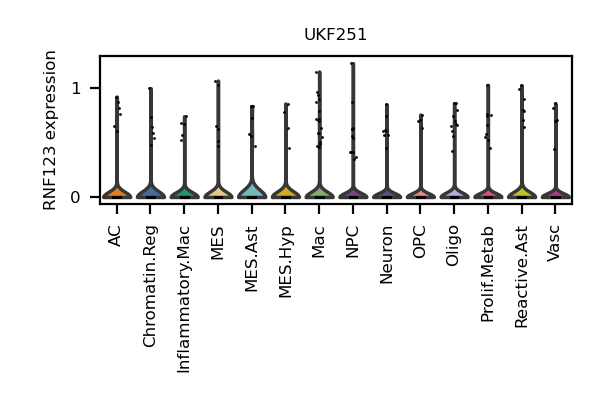 UKF251
RNF123 expression
1
0
AC
Chromatin.Reg
Inflammatory.Mac
MES
MES.Ast
MES.Hyp
Mac
NPC
Neuron
OPC
Oligo
Prolif.Metab
Reactive.Ast
Vasc